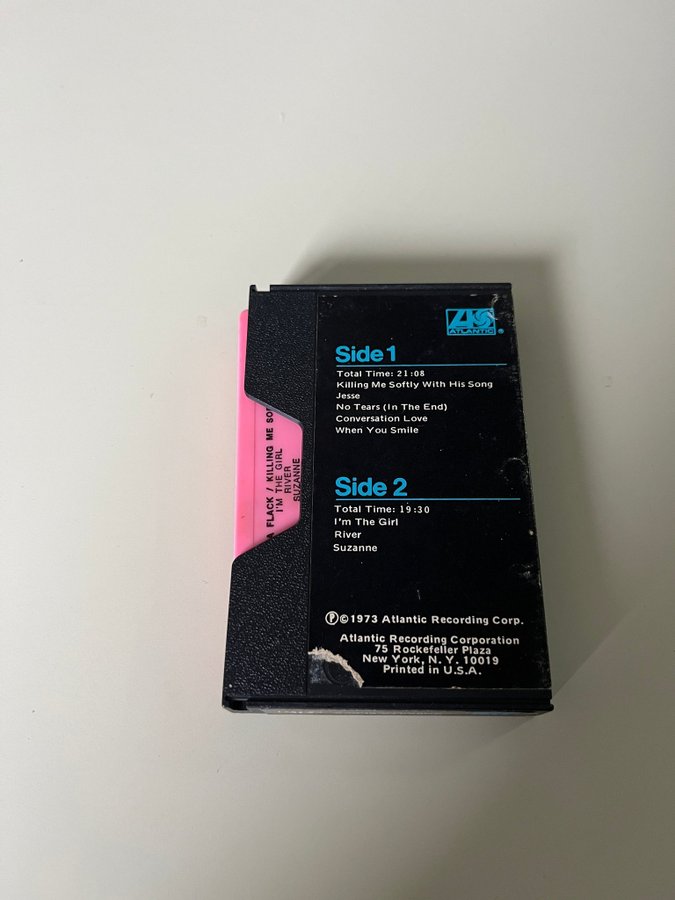 ATLANTIC ®
Side 1
Total Time: 21:08
Killing Me Softly With His Song
Jesse
No Tears (In The End)
Conversation Love
When You Smile
Side 2
Total Time: 19:30
I'm The Girl
River
Suzanne
℗©1973 Atlantic Recording Corp.
Atlantic Recording Corporation
75 Rockefeller Plaza
New York, N. Y. 10019
Printed in U.S.A.
A FLACK / KILLING ME SO
I'M THE GIRL
RIVER
SUZANNE